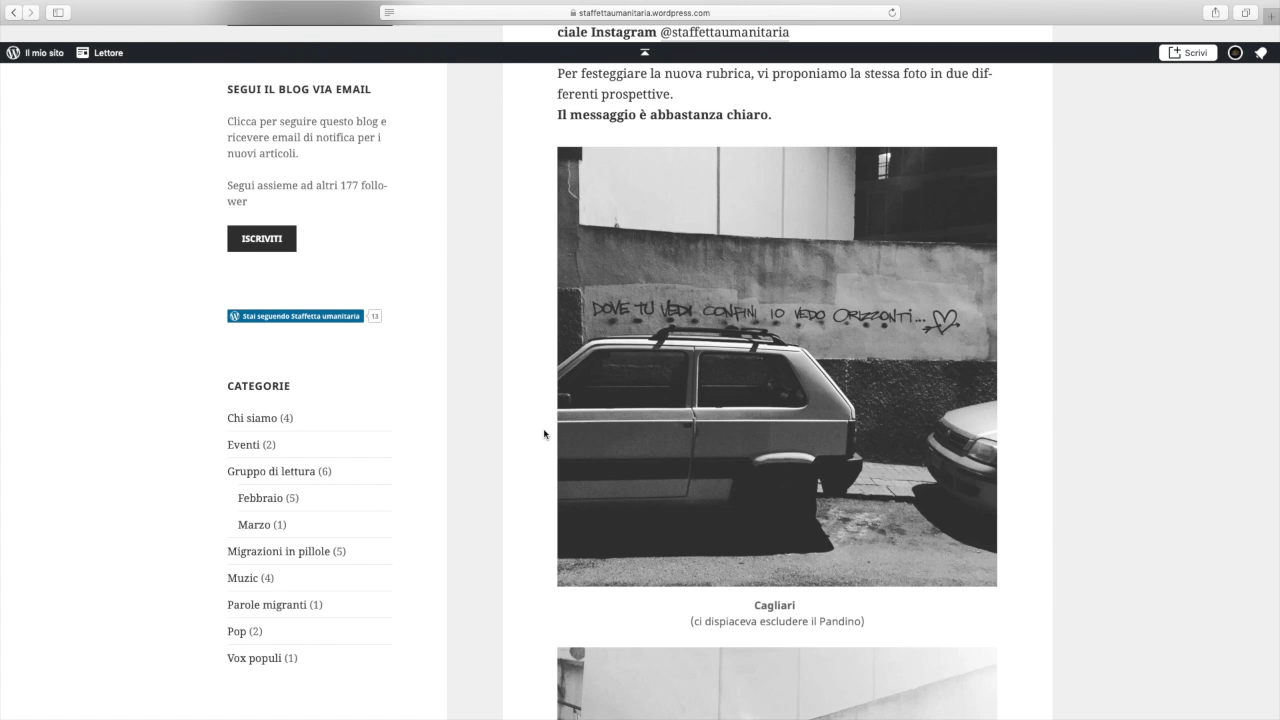 staffettaumanitaria.wordpress.com
ciale Instagram @staffettaumanitaria
Il mio sito
Lettore
Scrivi
SEGUI IL BLOG VIA EMAIL
Clicca per seguire questo blog e
ricevere email di notifica per i
nuovi articoli.
Segui assieme ad altri 177 follo-
wer
ISCRIVITI
Stai seguendo Staffetta umanitaria
13
CATEGORIE
Chi siamo (4)
Eventi (2)
Gruppo di lettura (6)
Febbraio (5)
Marzo (1)
Migrazioni in pillole (5)
Muzic (4)
Parole migranti (1)
Pop (2)
Vox populi (1)
Per festeggiare la nuova rubrica, vi proponiamo la stessa foto in due dif-
ferenti prospettive.
Il messaggio è abbastanza chiaro.
DOVE TU VEDI CONFINI IO VEDO ORIZZONTI...
Cagliari
(ci dispiaceva escludere il Pandino)